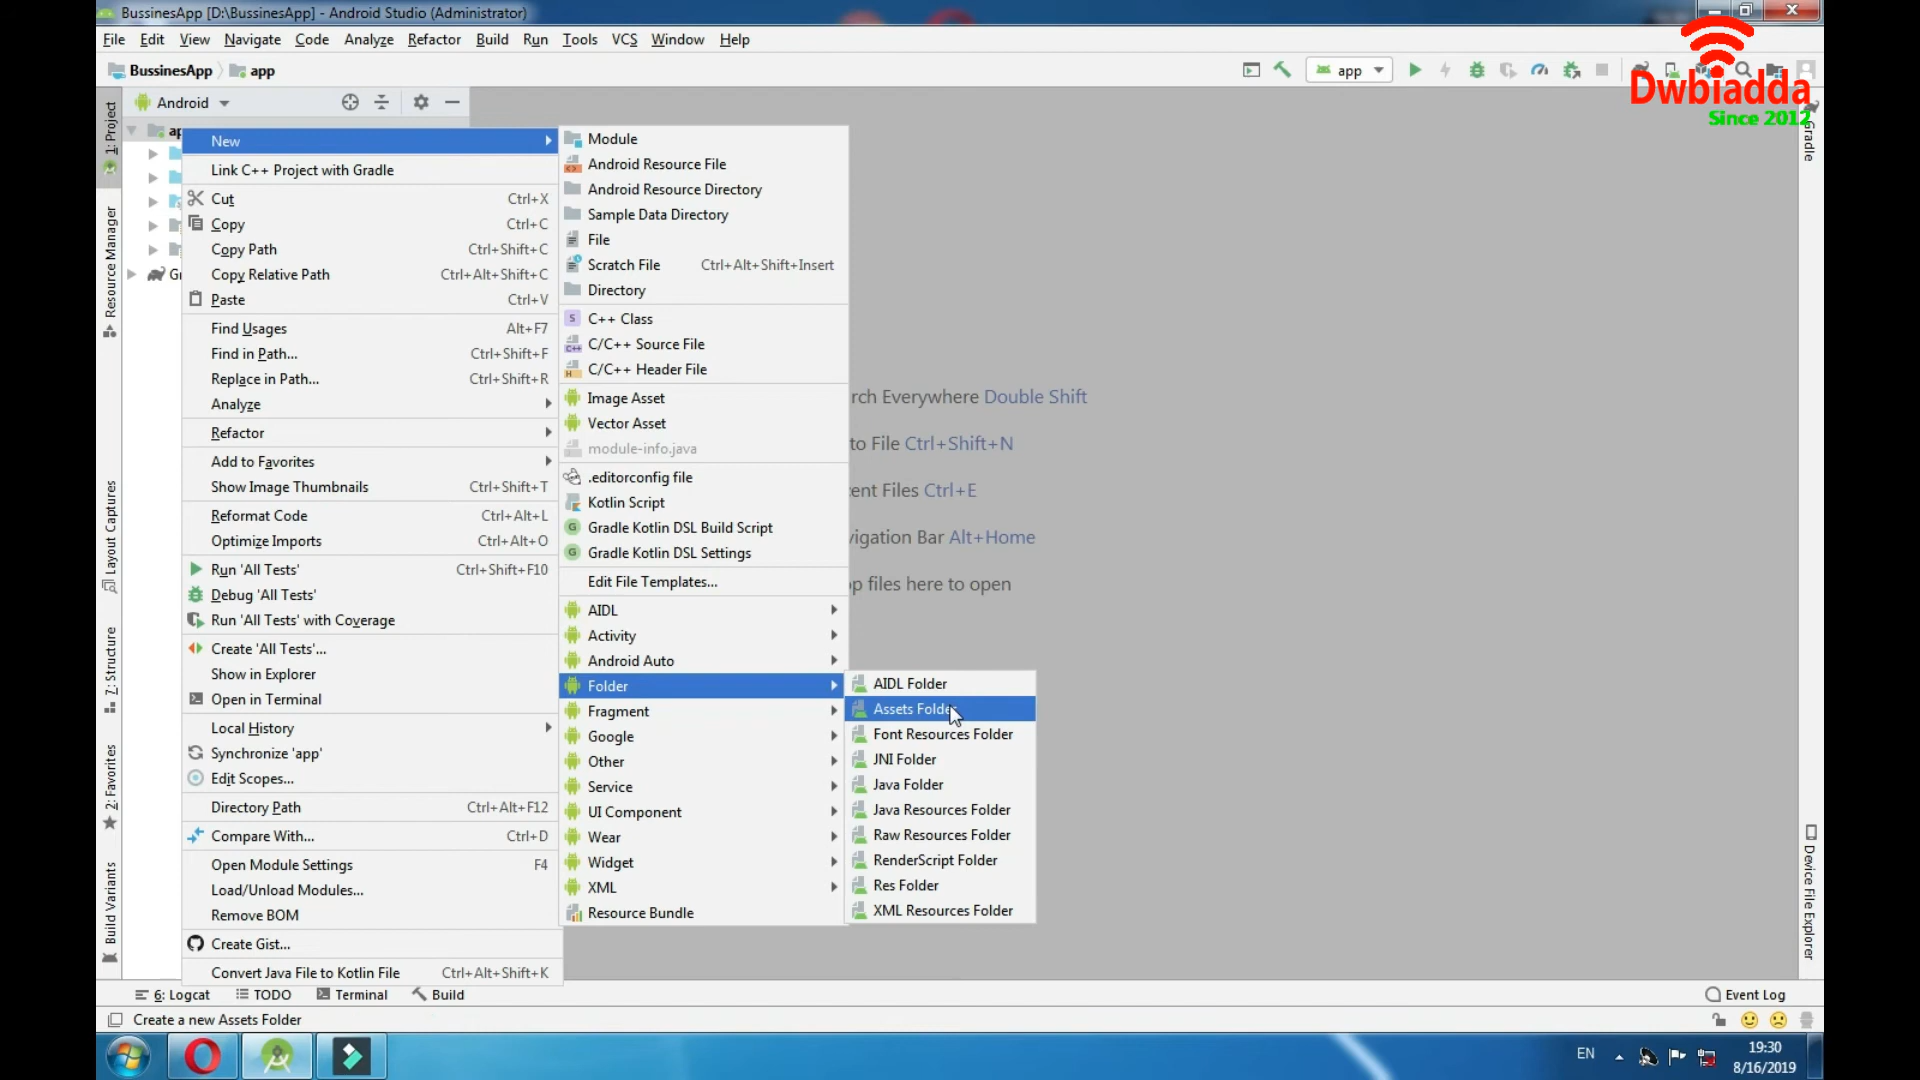 BussinesApp [D:\BussinesApp] - Android Studio (Administrator)
File Edit View Navigate Code Analyze Refactor Build Run Tools VCS Window Help
BussinesApp app
app
Dwbiadda
Since 2012
Android
1: Project
Resource Manager
Layout Captures
7: Structure
2: Favorites
Build Variants
New
Link C++ Project with Gradle
Cut Ctrl+X
Copy Ctrl+C
Copy Path Ctrl+Shift+C
Copy Relative Path Ctrl+Alt+Shift+C
Paste Ctrl+V
Find Usages Alt+F7
Find in Path... Ctrl+Shift+F
Replace in Path... Ctrl+Shift+R
Analyze
Refactor
Add to Favorites
Show Image Thumbnails Ctrl+Shift+T
Reformat Code Ctrl+Alt+L
Optimize Imports Ctrl+Alt+O
Run 'All Tests' Ctrl+Shift+F10
Debug 'All Tests'
Run 'All Tests' with Coverage
Create 'All Tests'...
Show in Explorer
Open in Terminal
Local History
Synchronize 'app'
Edit Scopes...
Directory Path Ctrl+Alt+F12
Compare With... Ctrl+D
Open Module Settings F4
Load/Unload Modules...
Remove BOM
Create Gist...
Convert Java File to Kotlin File Ctrl+Alt+Shift+K
Module
Android Resource File
Android Resource Directory
Sample Data Directory
File
Scratch File Ctrl+Alt+Shift+Insert
Directory
C++ Class
C/C++ Source File
C/C++ Header File
Image Asset
Vector Asset
module-info.java
.editorconfig file
Kotlin Script
Gradle Kotlin DSL Build Script
Gradle Kotlin DSL Settings
Edit File Templates...
AIDL
Activity
Android Auto
Folder
Fragment
Google
Other
Service
UI Component
Wear
Widget
XML
Resource Bundle
AIDL Folder
Assets Folder
Font Resources Folder
JNI Folder
Java Folder
Java Resources Folder
Raw Resources Folder
RenderScript Folder
Res Folder
XML Resources Folder
rch Everywhere Double Shift
to File Ctrl+Shift+N
cent Files Ctrl+E
vigation Bar Alt+Home
op files here to open
Gradle
Device File Explorer
6: Logcat TODO Terminal Build
Event Log
Create a new Assets Folder
EN
19:30
8/16/2019